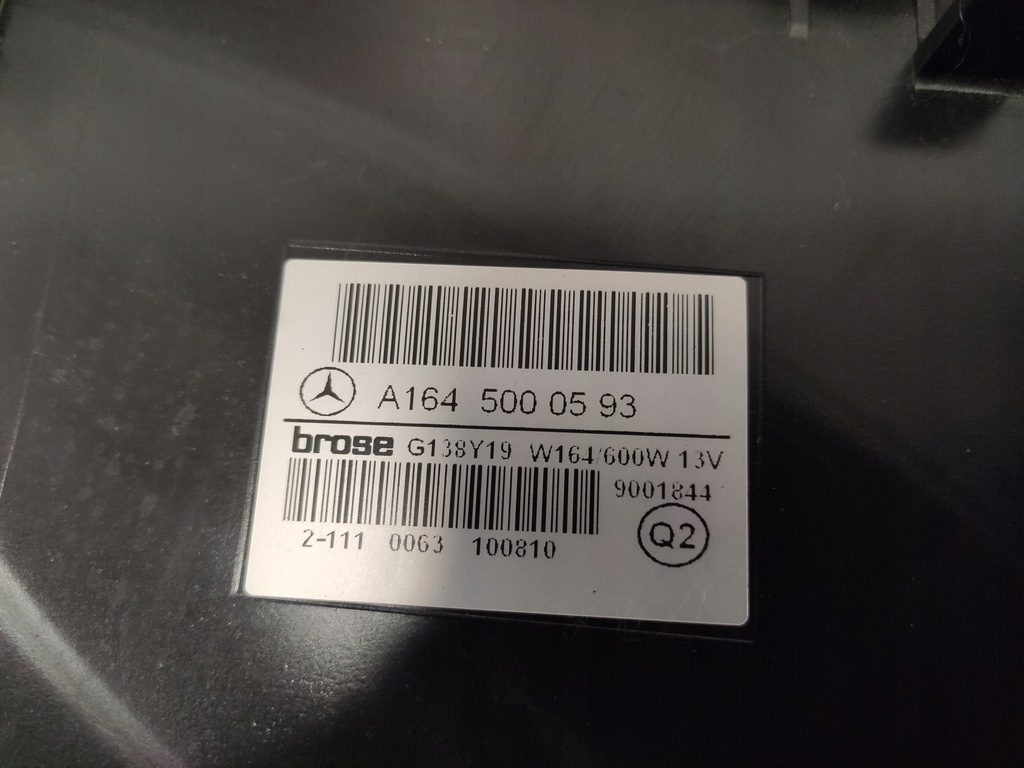 A164 500 05 93
brose G138Y19 W164/600W 13V
9001844
2-111 0063 100810
Q2